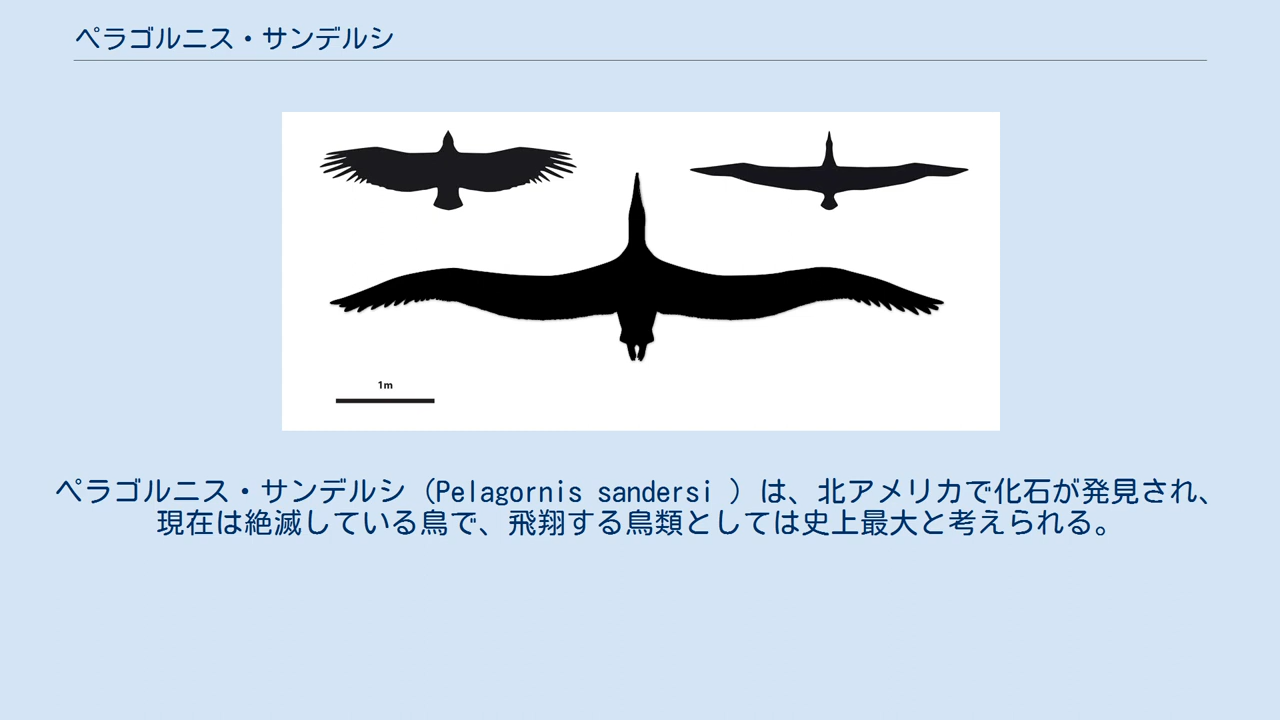 ペラゴルニス・サンデルシ
1m
ペラゴルニス・サンデルシ（Pelagornis sandersi ）は、北アメリカで化石が発見され、
現在は絶滅している鳥で、飛翔する鳥類としては史上最大と考えられる。